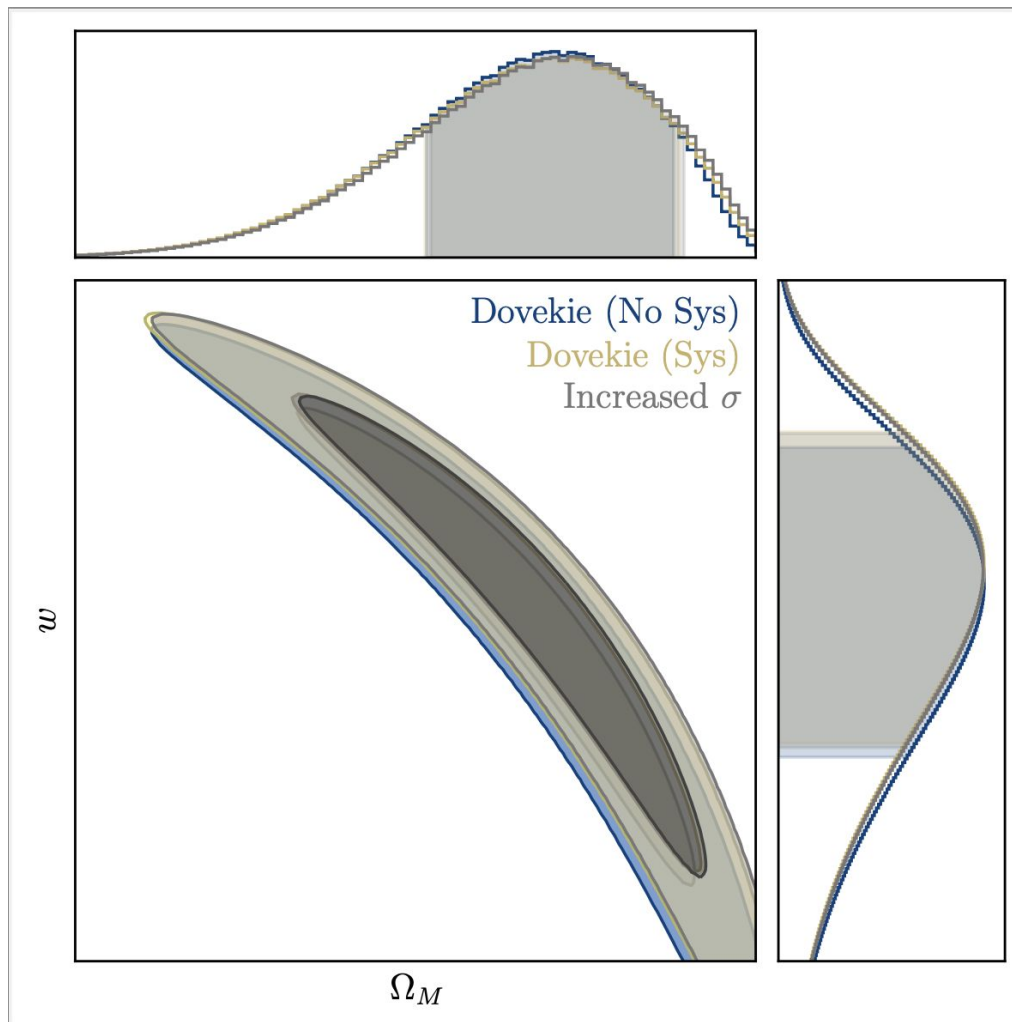 Dovekie (No Sys)
Dovekie (Sys)
Increased σ
w
Ω_M